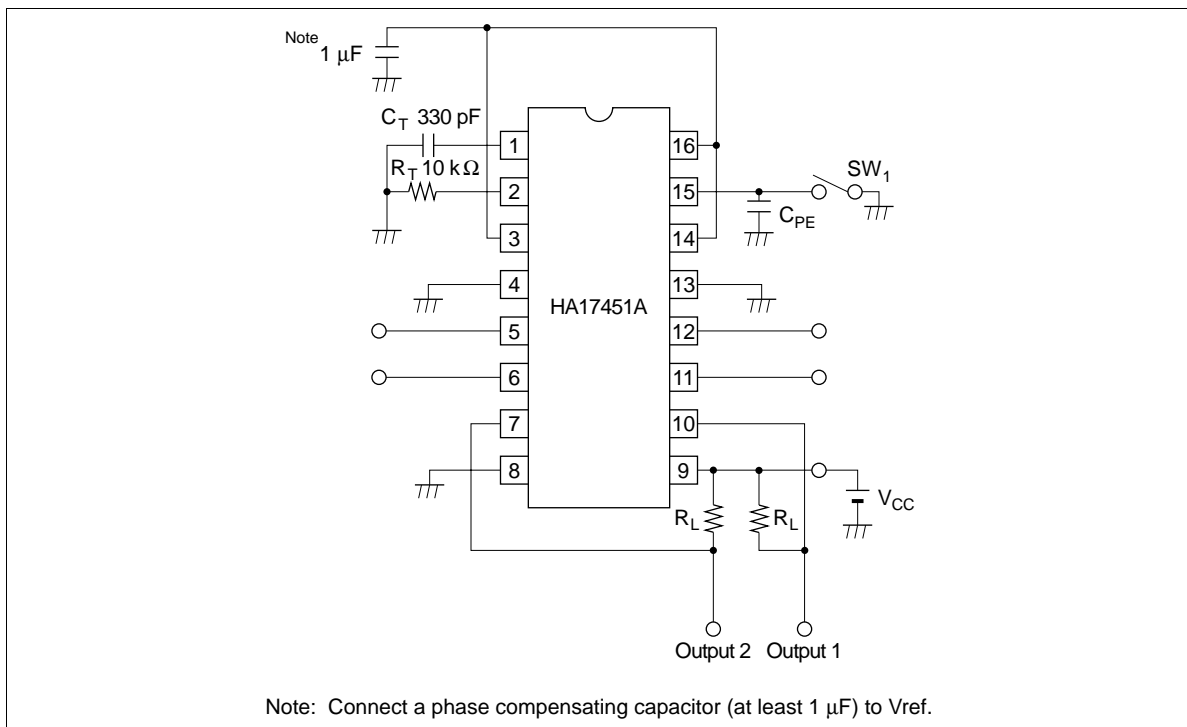 Note 1 μF
C_T 330 pF
1
16
R_T 10 kΩ
2
15
SW_1
C_PE
3
14
4
HA17451A
13
5
12
6
11
7
10
8
9
V_CC
R_L
R_L
Output 2
Output 1
Note: Connect a phase compensating capacitor (at least 1 μF) to Vref.